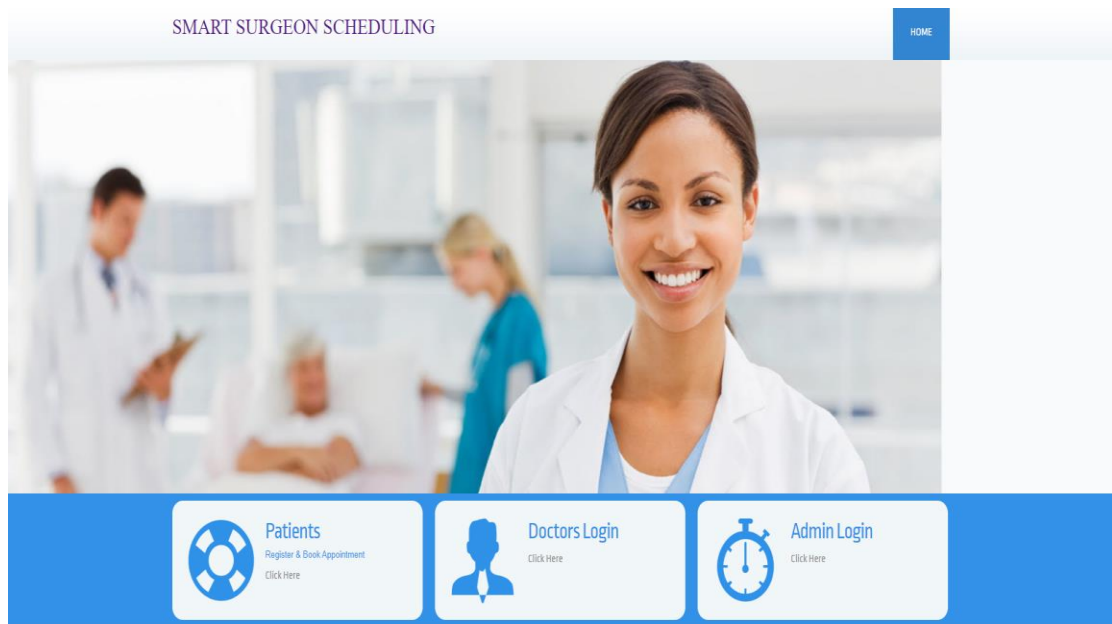 SMART SURGEON SCHEDULING
HOME
Patients
Register & Book Appointment
Click Here
Doctors Login
Click Here
Admin Login
Click Here